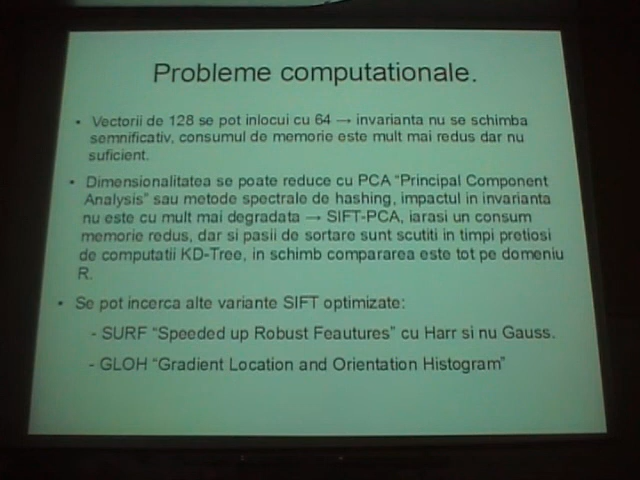 Probleme computationale.
• Vectorii de 128 se pot inlocui cu 64 → invarianta nu se schimba
semnificativ, consumul de memorie este mult mai redus dar nu
suficient.
• Dimensionalitatea se poate reduce cu PCA “Principal Component
Analysis” sau metode spectrale de hashing, impactul in invarianta
nu este cu mult mai degradata → SIFT-PCA, iarasi un consum
memorie redus, dar si pasii de sortare sunt scutiti in timpi pretiosi
de computatii KD-Tree, in schimb compararea este tot pe domeniu
R.
• Se pot incerca alte variante SIFT optimizate:
- SURF “Speeded up Robust Feautures” cu Harr si nu Gauss.
- GLOH “Gradient Location and Orientation Histogram”